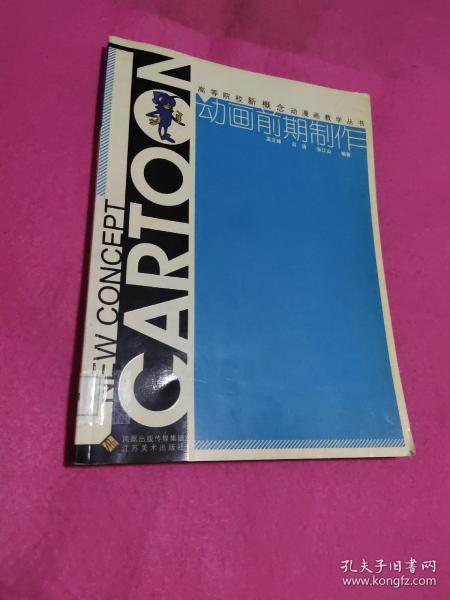 高等院校新概念动漫画教学丛书
动画前期制作
编著
NEW CONCEPT
CARTOON
凤凰出版传媒集团
江苏美术出版社
孔夫子旧书网
www.kongfz.com